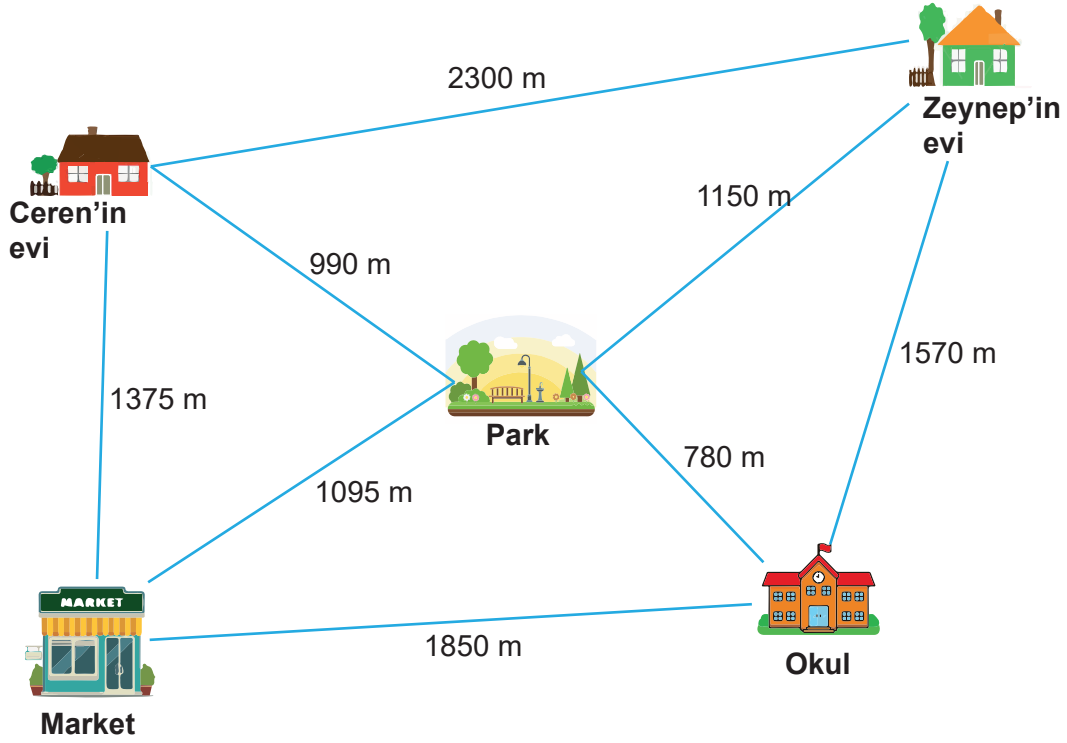 2300 m
Zeynep’in
evi
1150 m
Ceren’in
evi
990 m
1570 m
1375 m
Park
780 m
1095 m
MARKET
1850 m
Okul
Market